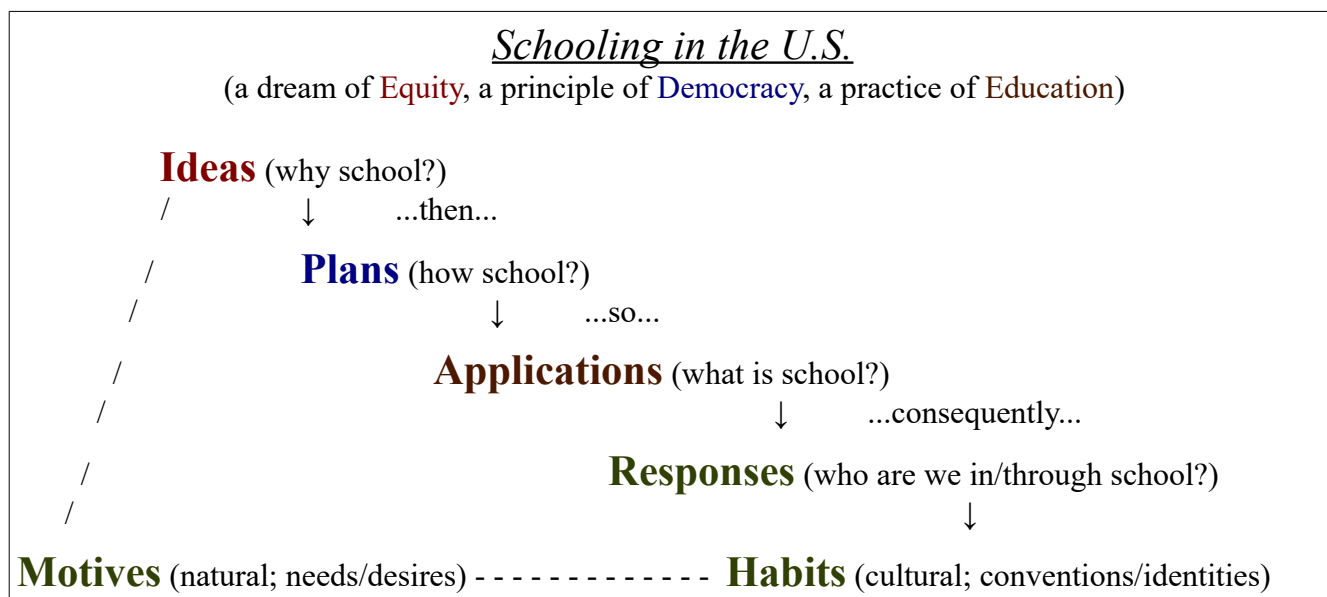 Schooling in the U.S.
(a dream of Equity, a principle of Democracy, a practice of Education)
Ideas (why school?)
/ ↓ ...then...
/ Plans (how school?)
/ ↓ ...so...
/ Applications (what is school?)
/ ↓ ...consequently...
/ Responses (who are we in/through school?)
/ ↓
Motives (natural; needs/desires) - - - - - - - - - - - - - Habits (cultural; conventions/identities)